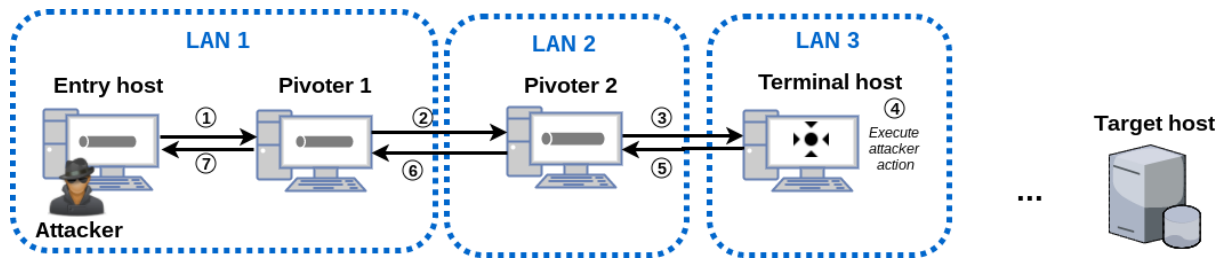 LAN 1
LAN 2
LAN 3
Entry host
Pivoter 1
Pivoter 2
Terminal host
Target host
①
②
③
④
Execute
attacker
action
⑦
⑥
⑤
...
Attacker